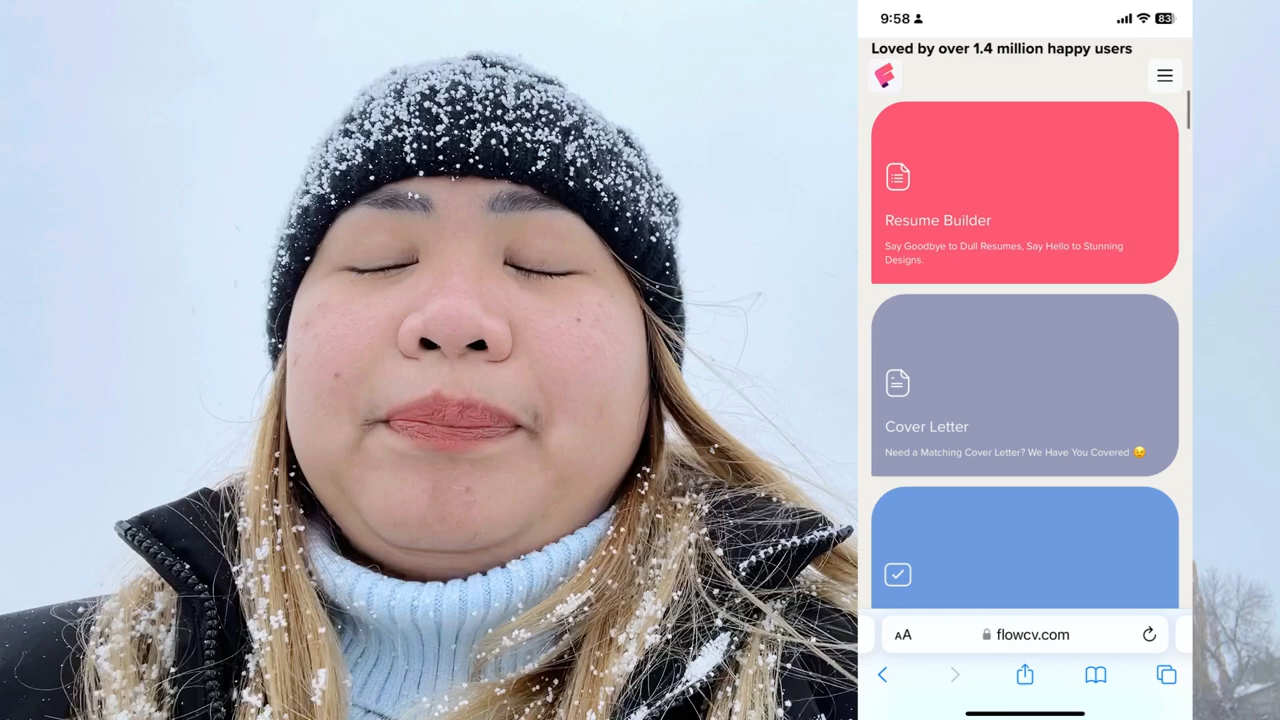 9:58
83
Loved by over 1.4 million happy users
Resume Builder
Say Goodbye to Dull Resumes, Say Hello to Stunning
Designs.
Cover Letter
Need a Matching Cover Letter? We Have You Covered 😉
AA
flowcv.com